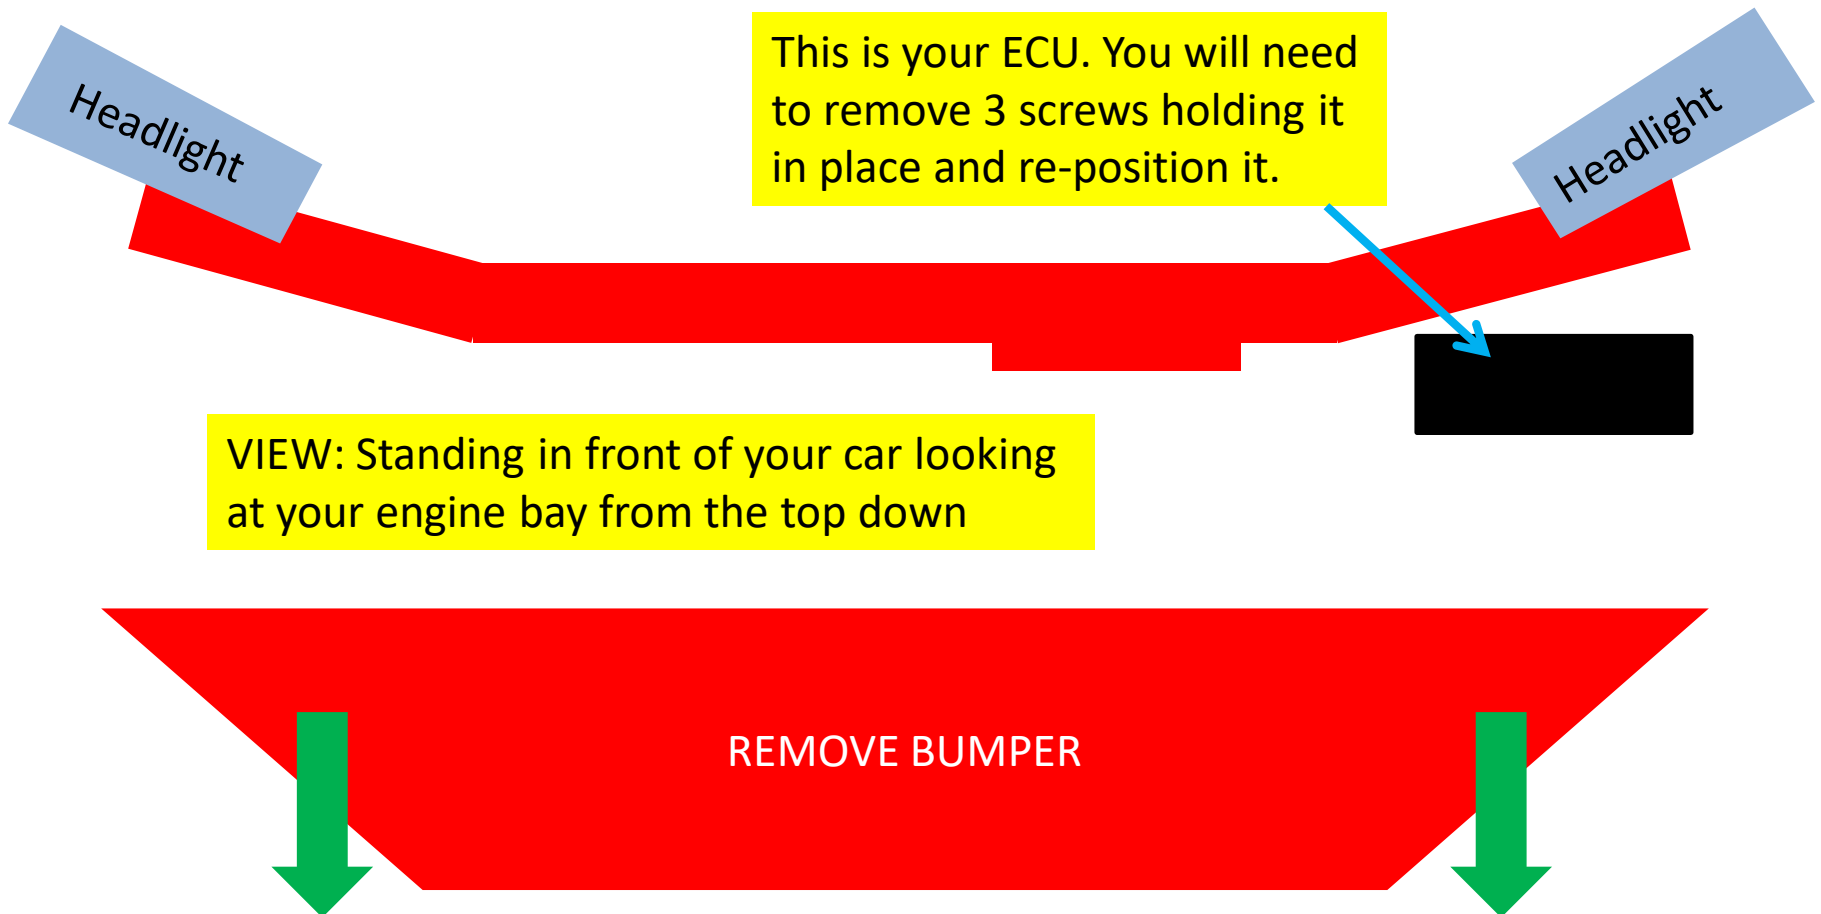 Headlight
This is your ECU. You will need
to remove 3 screws holding it
in place and re-position it.
Headlight
VIEW: Standing in front of your car looking
at your engine bay from the top down
REMOVE BUMPER